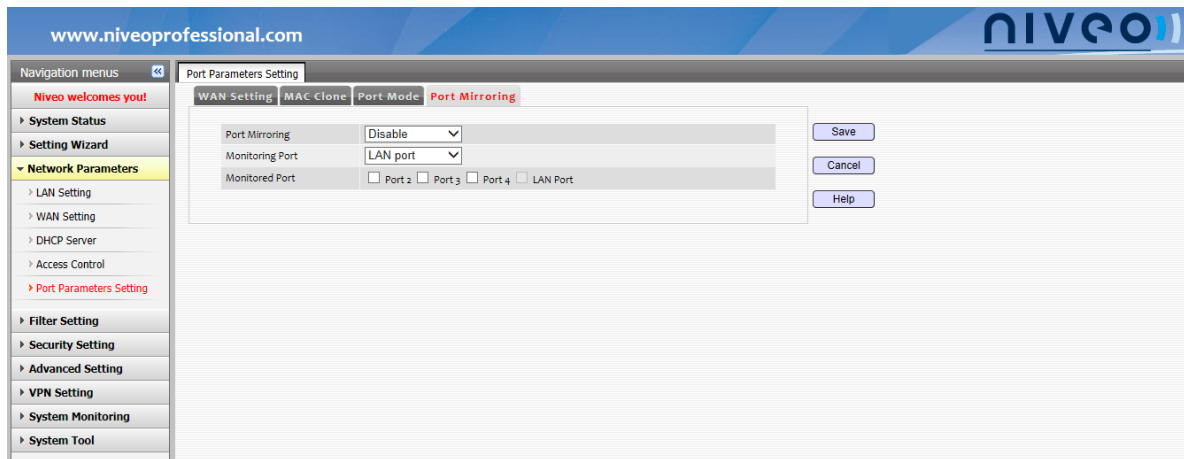 www.niveoprofessional.com
niveo
Navigation menus
Niveo welcomes you!
System Status
Setting Wizard
Network Parameters
LAN Setting
WAN Setting
DHCP Server
Access Control
Port Parameters Setting
Filter Setting
Security Setting
Advanced Setting
VPN Setting
System Monitoring
System Tool
Port Parameters Setting
WAN Setting MAC Clone Port Mode Port Mirroring
Port Mirroring Disable
Monitoring Port LAN port
Monitored Port Port 2 Port 3 Port 4 LAN Port
Save
Cancel
Help